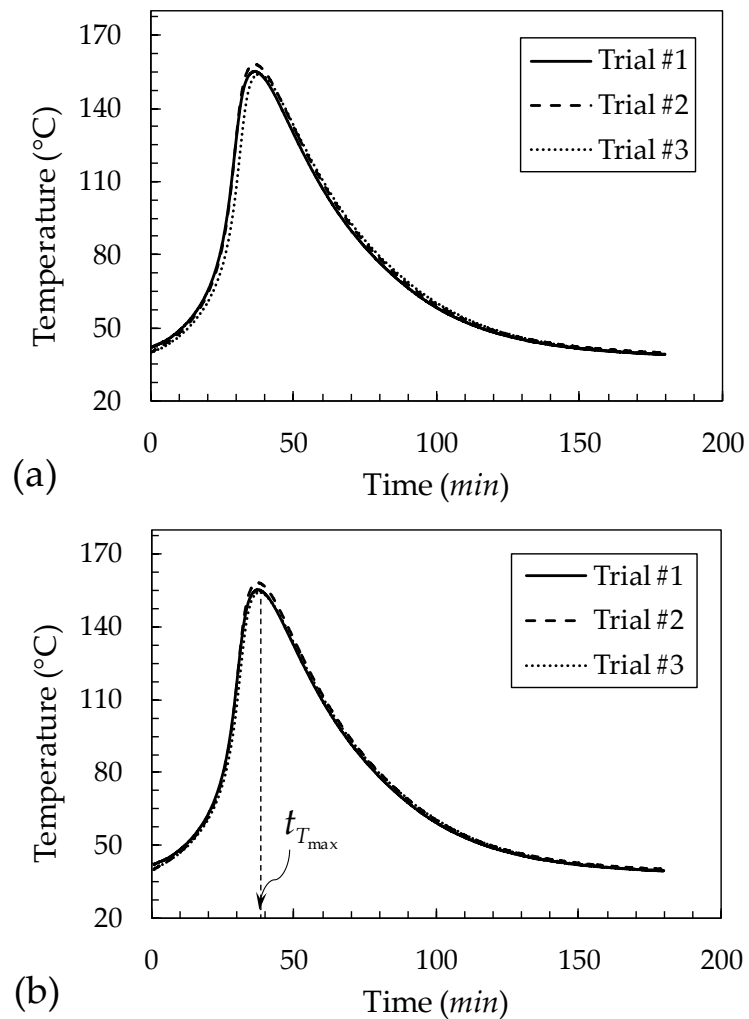 170
140
110
80
50
20
Temperature (°C)
Trial #1
Trial #2
Trial #3
0 50 100 150 200
Time (min)
(a)
170
140
110
80
50
20
Temperature (°C)
Trial #1
Trial #2
Trial #3
t_{T_{max}}
0 50 100 150 200
Time (min)
(b)